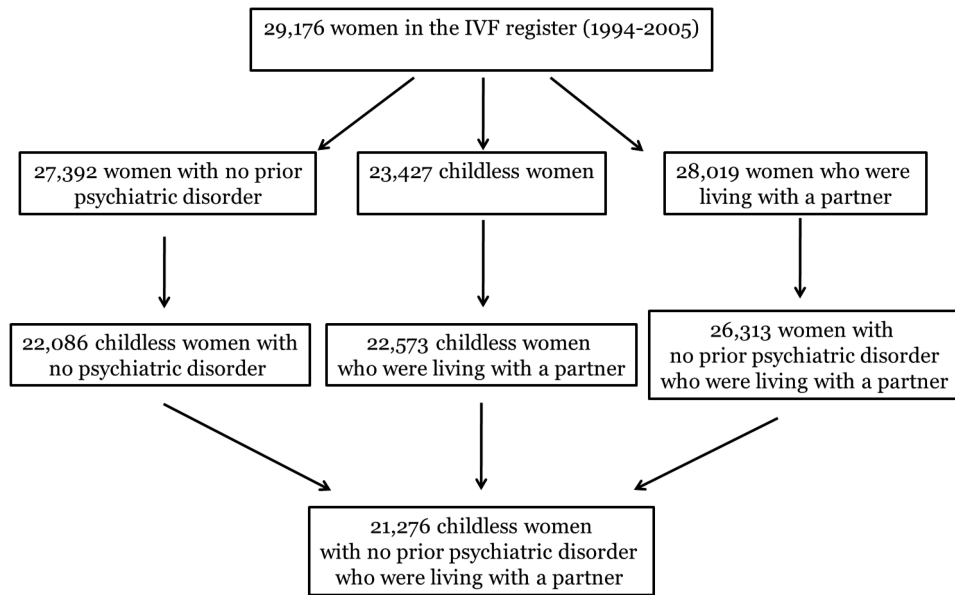 29,176 women in the IVF register (1994-2005)
27,392 women with no prior
psychiatric disorder
23,427 childless women
28,019 women who were
living with a partner
22,086 childless women with
no psychiatric disorder
22,573 childless women
who were living with a partner
26,313 women with
no prior psychiatric disorder
who were living with a partner
21,276 childless women
with no prior psychiatric disorder
who were living with a partner